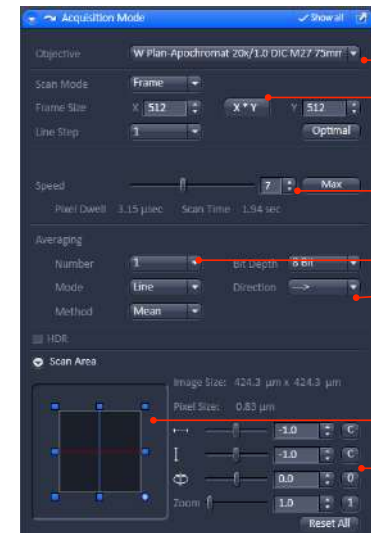 Acquisition Mode Show all
Objective W Plan-Apochromat 20x/1.0 DIC M27 75mm
Scan Mode Frame
Frame Size X 512 X * Y Y 512
Line Step 1 Optimal
Speed 7 Max
Pixel Dwell 3.15 µsec Scan Time 1.94 sec
Averaging
Number 1 Bit Depth 8 Bit
Mode Line Direction --->
Method Mean
HDR
Scan Area
Image Size: 424.3 µm x 424.3 µm
Pixel Size: 0.83 µm
-1.0 C
-1.0 C
0.0 0
Zoom 1.0 1
Reset All